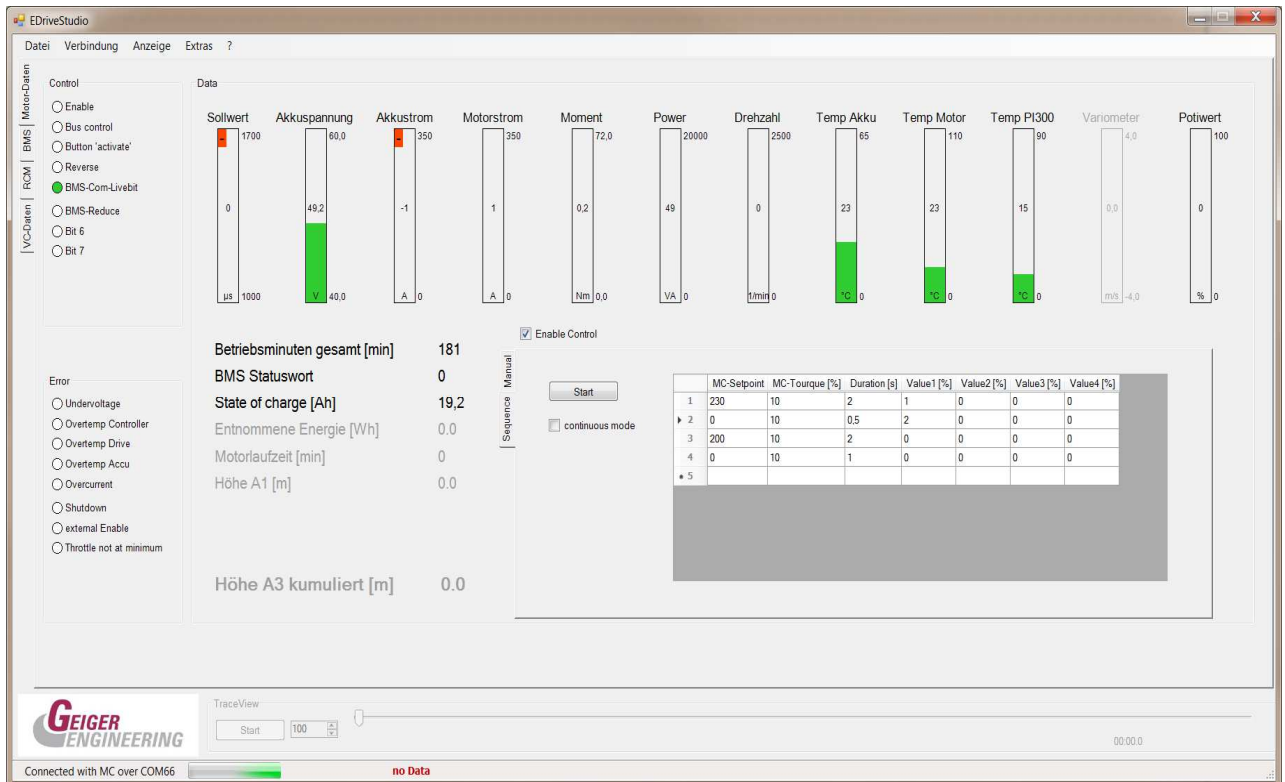 EDriveStudio
Datei Verbindung Anzeige Extras ?
Motor-Daten
BMS
RCM
VC-Daten
Control
Enable
Bus control
Button 'activate'
Reverse
BMS-Com-Livebit
BMS-Reduce
Bit 6
Bit 7
Error
Undervoltage
Overtemp Controller
Overtemp Drive
Overtemp Accu
Overcurrent
Shutdown
external Enable
Throttle not at minimum
Data
Sollwert Akkuspannung Akkustrom Motorstrom Moment Power Drehzahl Temp Akku Temp Motor Temp PI300 Variometer Potiwert
- 1700 60,0 - 350 350 72,0 20000 2500 65 110 90 4,0 100
0 49,2 -1 1 0,2 49 0 23 23 15 0,0 0
µs 1000 V 40,0 A 0 A 0 Nm 0,0 VA 0 1/min 0 °C 0 °C 0 °C 0 m/s -4,0 % 0
Betriebsminuten gesamt [min] 181
BMS Statuswort 0
State of charge [Ah] 19,2
Entnommene Energie [Wh] 0.0
Motorlaufzeit [min] 0
Höhe A1 [m] 0.0
Höhe A3 kumuliert [m] 0.0
Enable Control
Manual
Sequence
Start
continuous mode
MC-Setpoint MC-Tourque [%] Duration [s] Value1 [%] Value2 [%] Value3 [%] Value4 [%]
1 230 10 2 1 0 0 0
2 0 10 0,5 2 0 0 0
3 200 10 2 0 0 0 0
4 0 10 1 0 0 0 0
5
GEIGER
ENGINEERING
TraceView
Start 100
00:00.0
Connected with MC over COM66 no Data